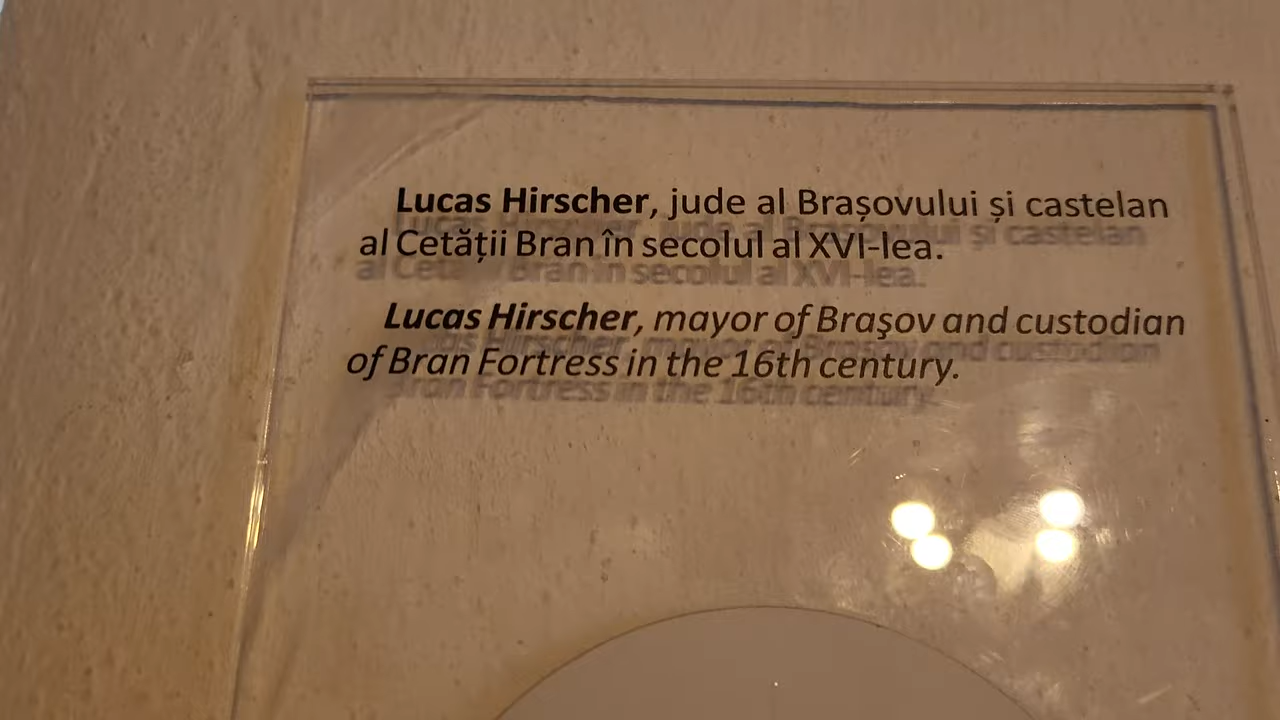 Lucas Hirscher, jude al Brașovului și castelan
al Cetății Bran în secolul al XVI-lea.
Lucas Hirscher, mayor of Braşov and custodian
of Bran Fortress in the 16th century.